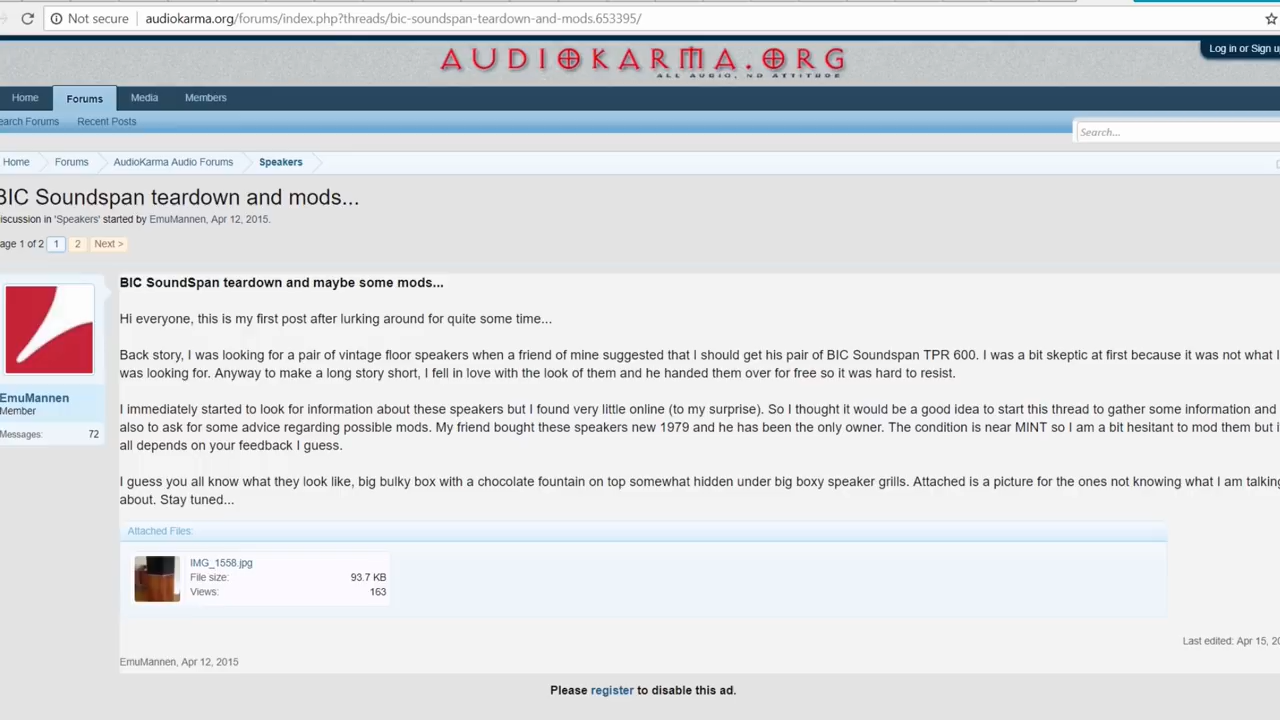 Not secure audiokarma.org/forums/index.php?threads/bic-soundspan-teardown-and-mods.653395/
AUDIOKARMA.ORG
ALL AUDIO, NO ATTITUDE
Log in or Sign u
Home Forums Media Members
earch Forums Recent Posts
Search...
Home Forums AudioKarma Audio Forums Speakers
BIC Soundspan teardown and mods...
iscussion in 'Speakers' started by EmuMannen, Apr 12, 2015.
age 1 of 2 1 2 Next >
BIC SoundSpan teardown and maybe some mods...
Hi everyone, this is my first post after lurking around for quite some time...
Back story, I was looking for a pair of vintage floor speakers when a friend of mine suggested that I should get his pair of BIC Soundspan TPR 600. I was a bit skeptic at first because it was not what I
was looking for. Anyway to make a long story short, I fell in love with the look of them and he handed them over for free so it was hard to resist.
EmuMannen
Member
Messages: 72
I immediately started to look for information about these speakers but I found very little online (to my surprise). So I thought it would be a good idea to start this thread to gather some information and
also to ask for some advice regarding possible mods. My friend bought these speakers new 1979 and he has been the only owner. The condition is near MINT so I am a bit hesitant to mod them but i
all depends on your feedback I guess.
I guess you all know what they look like, big bulky box with a chocolate fountain on top somewhat hidden under big boxy speaker grills. Attached is a picture for the ones not knowing what I am talking
about. Stay tuned...
Attached Files:
IMG_1558.jpg
File size: 93.7 KB
Views: 163
Last edited: Apr 15, 20
EmuMannen, Apr 12, 2015
Please register to disable this ad.